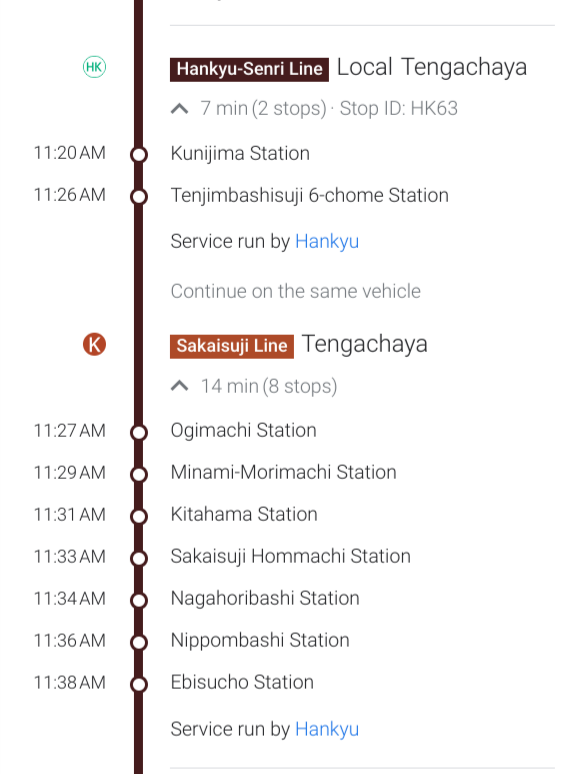 HK Hankyu-Senri Line Local Tengachaya
7 min (2 stops) · Stop ID: HK63
11:20 AM Kunijima Station
11:26 AM Tenjimbashisuji 6-chome Station
Service run by Hankyu
Continue on the same vehicle
K Sakaisuji Line Tengachaya
14 min (8 stops)
11:27 AM Ogimachi Station
11:29 AM Minami-Morimachi Station
11:31 AM Kitahama Station
11:33 AM Sakaisuji Hommachi Station
11:34 AM Nagahoribashi Station
11:36 AM Nippombashi Station
11:38 AM Ebisucho Station
Service run by Hankyu